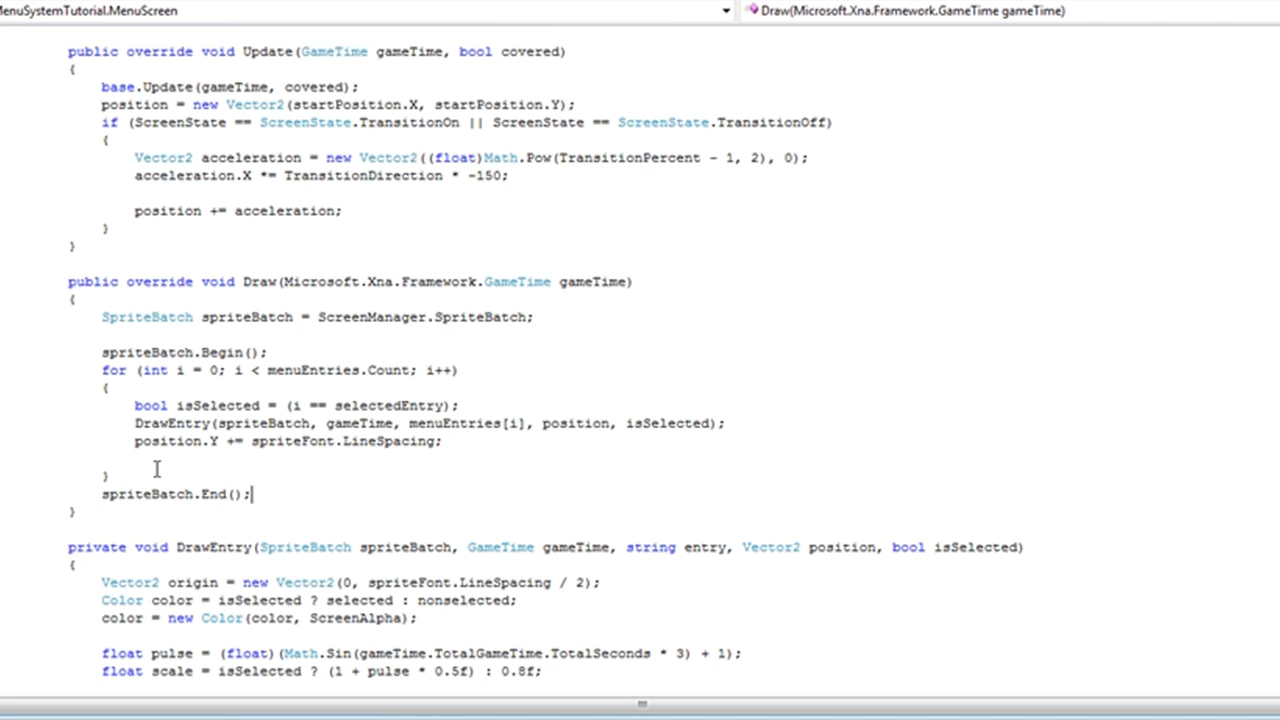 MenuSystemTutorial.MenuScreen
Draw(Microsoft.Xna.Framework.GameTime gameTime)
public override void Update(GameTime gameTime, bool covered)
{
base.Update(gameTime, covered);
position = new Vector2(startPosition.X, startPosition.Y);
if (ScreenState == ScreenState.TransitionOn || ScreenState == ScreenState.TransitionOff)
{
Vector2 acceleration = new Vector2((float)Math.Pow(TransitionPercent - 1, 2), 0);
acceleration.X *= TransitionDirection * -150;
position += acceleration;
}
}
public override void Draw(Microsoft.Xna.Framework.GameTime gameTime)
{
SpriteBatch spriteBatch = ScreenManager.SpriteBatch;
spriteBatch.Begin();
for (int i = 0; i < menuEntries.Count; i++)
{
bool isSelected = (i == selectedEntry);
DrawEntry(spriteBatch, gameTime, menuEntries[i], position, isSelected);
position.Y += spriteFont.LineSpacing;
}
spriteBatch.End();
}
private void DrawEntry(SpriteBatch spriteBatch, GameTime gameTime, string entry, Vector2 position, bool isSelected)
{
Vector2 origin = new Vector2(0, spriteFont.LineSpacing / 2);
Color color = isSelected ? selected : nonselected;
color = new Color(color, ScreenAlpha);
float pulse = (float)(Math.Sin(gameTime.TotalGameTime.TotalSeconds * 3) + 1);
float scale = isSelected ? (1 + pulse * 0.5f) : 0.8f;